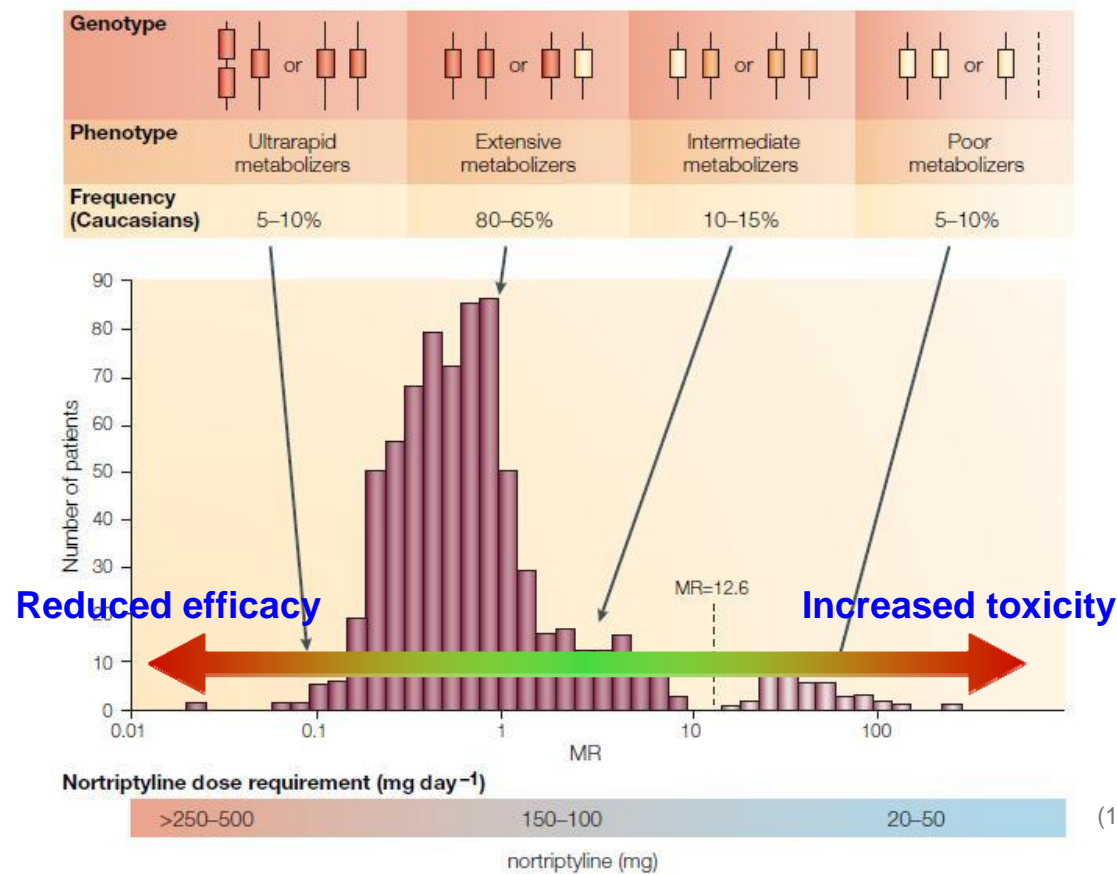 Genotype
or or or or
Phenotype
Ultrarapid metabolizers
Extensive metabolizers
Intermediate metabolizers
Poor metabolizers
Frequency (Caucasians)
5–10% 80–65% 10–15% 5–10%
90
80
70
60
50
40
30
10
0
Number of patients
MR=12.6
Reduced efficacy
Increased toxicity
0.01 0.1 1 10 100
MR
Nortriptyline dose requirement (mg day–1)
>250–500 150–100 20–50
(1
nortriptyline (mg)